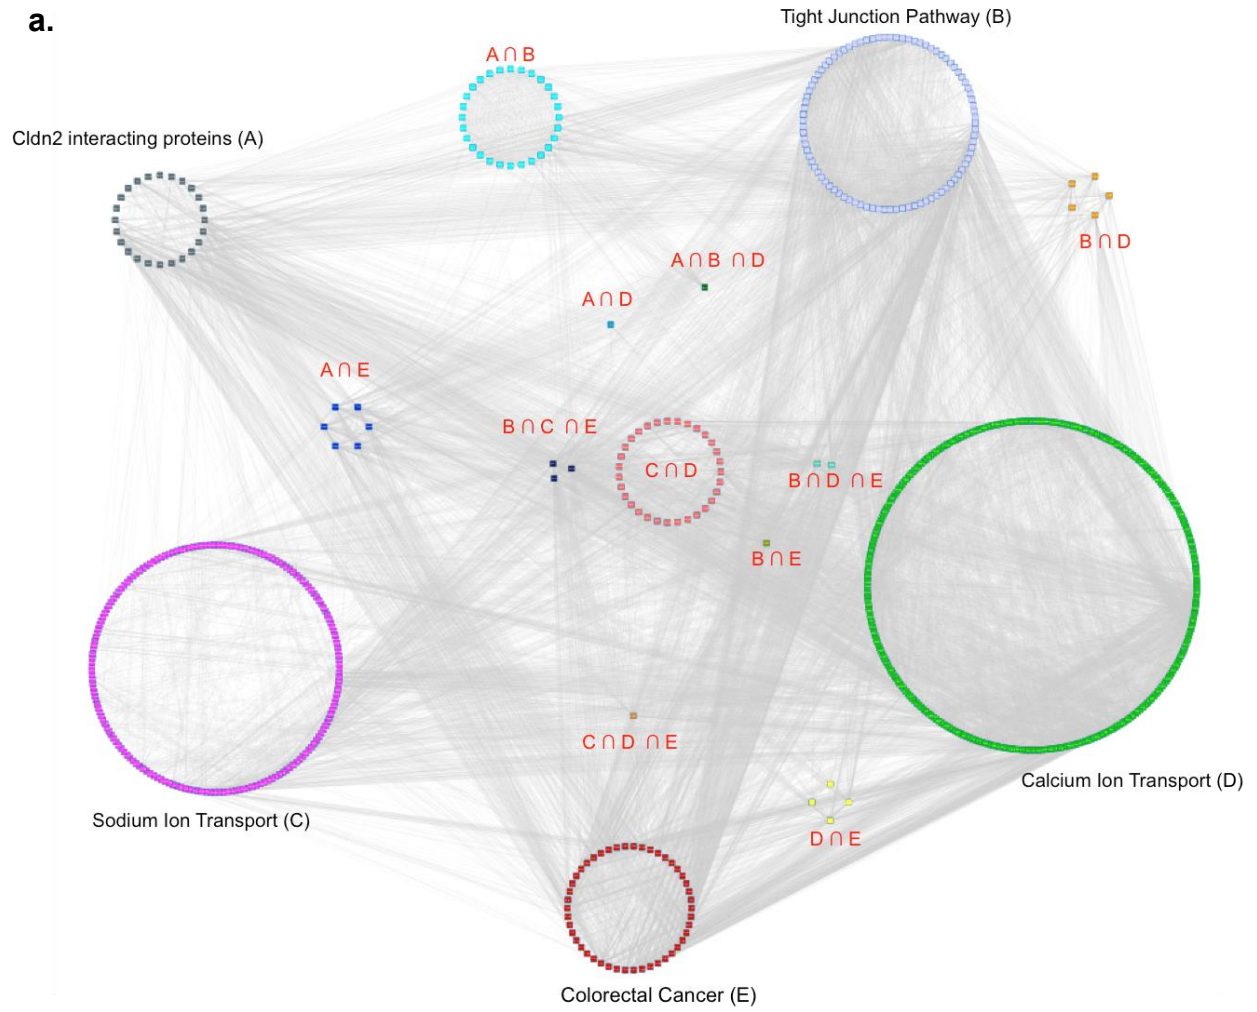 a.
Tight Junction Pathway (B)
A∩B
Cldn2 interacting proteins (A)
B∩D
A∩B ∩D
A∩D
A∩E
B∩C ∩E
C∩D
B∩D ∩E
B∩E
C∩D ∩E
Calcium Ion Transport (D)
Sodium Ion Transport (C)
D∩E
Colorectal Cancer (E)